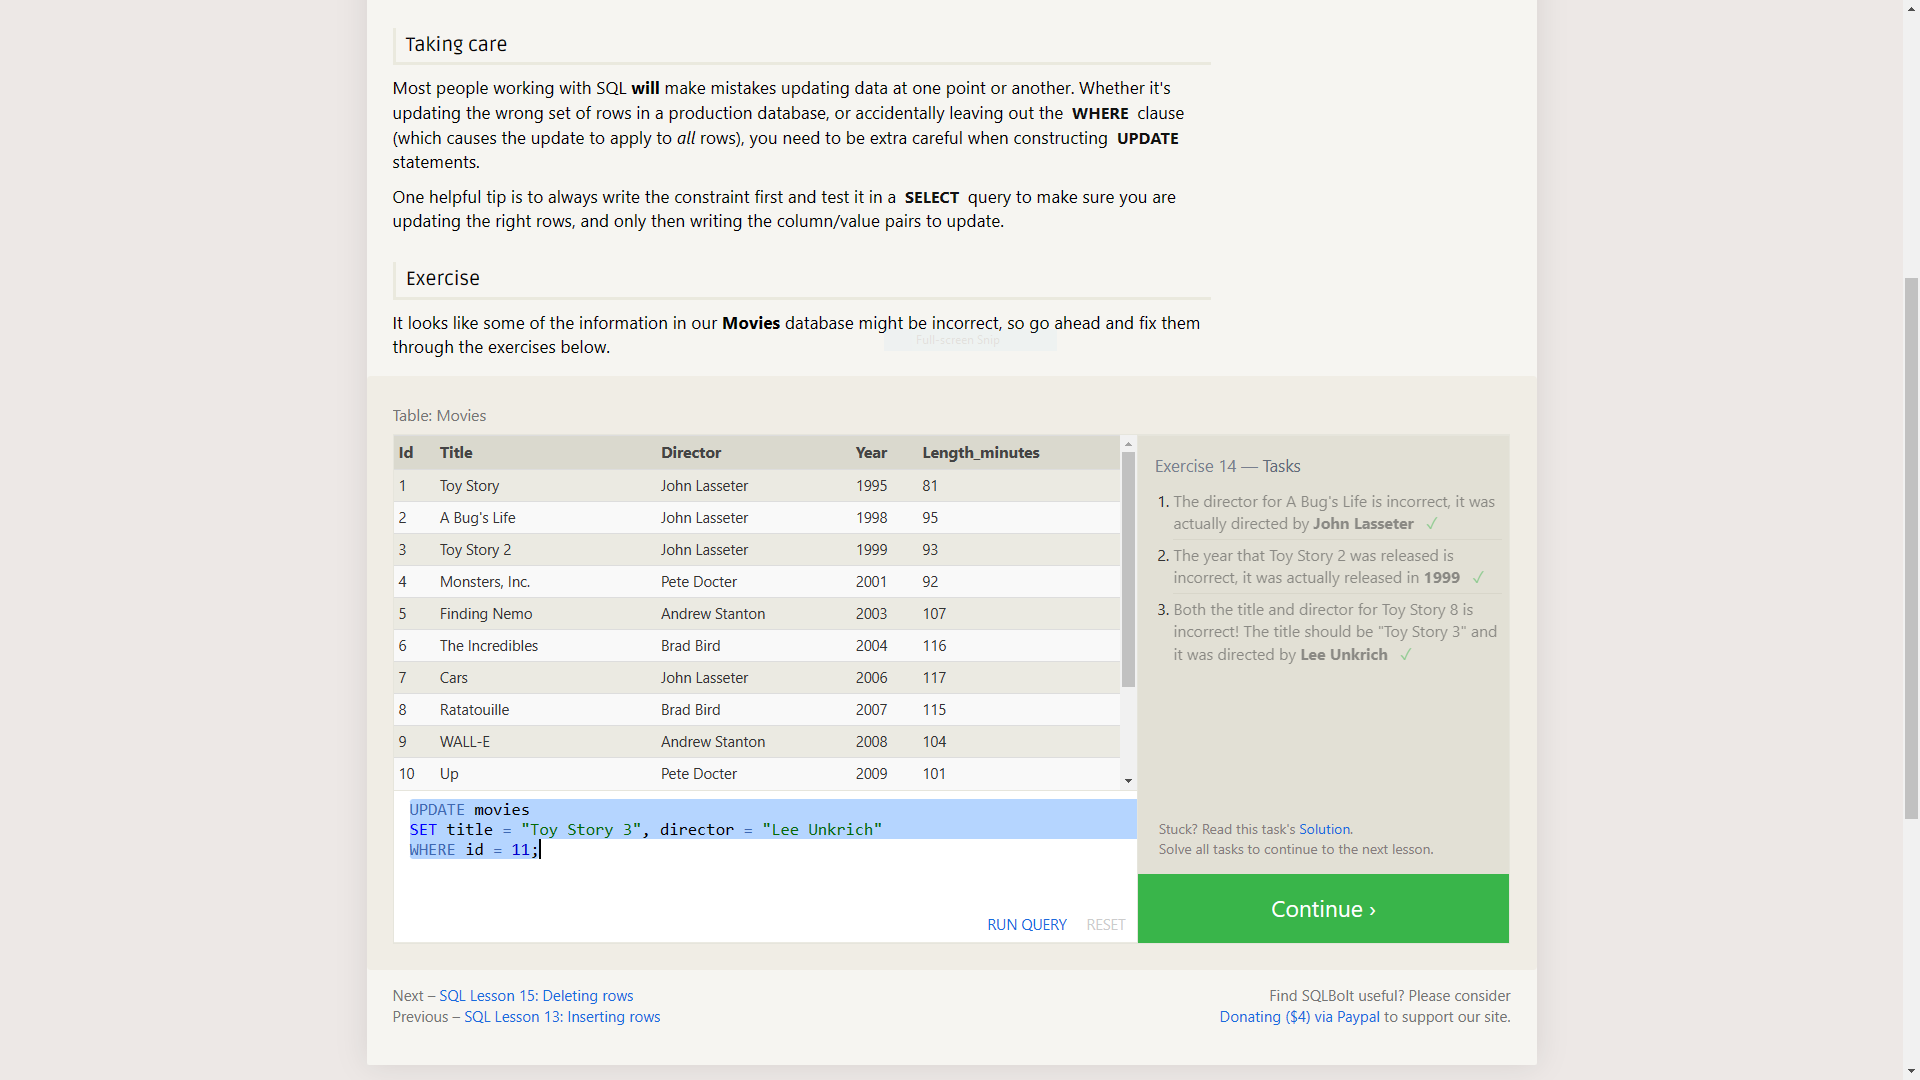 Taking care
Most people working with SQL will make mistakes updating data at one point or another. Whether it's
updating the wrong set of rows in a production database, or accidentally leaving out the WHERE clause
(which causes the update to apply to all rows), you need to be extra careful when constructing UPDATE
statements.
One helpful tip is to always write the constraint first and test it in a SELECT query to make sure you are
updating the right rows, and only then writing the column/value pairs to update.
Exercise
It looks like some of the information in our Movies database might be incorrect, so go ahead and fix them
through the exercises below.
Full-screen Snip
Table: Movies
Id Title Director Year Length_minutes
1 Toy Story John Lasseter 1995 81
2 A Bug's Life John Lasseter 1998 95
3 Toy Story 2 John Lasseter 1999 93
4 Monsters, Inc. Pete Docter 2001 92
5 Finding Nemo Andrew Stanton 2003 107
6 The Incredibles Brad Bird 2004 116
7 Cars John Lasseter 2006 117
8 Ratatouille Brad Bird 2007 115
9 WALL-E Andrew Stanton 2008 104
10 Up Pete Docter 2009 101
UPDATE movies
SET title = "Toy Story 3", director = "Lee Unkrich"
WHERE id = 11;
RUN QUERY RESET
Exercise 14 — Tasks
1. The director for A Bug's Life is incorrect, it was
actually directed by John Lasseter ✓
2. The year that Toy Story 2 was released is
incorrect, it was actually released in 1999 ✓
3. Both the title and director for Toy Story 8 is
incorrect! The title should be "Toy Story 3" and
it was directed by Lee Unkrich ✓
Stuck? Read this task's Solution.
Solve all tasks to continue to the next lesson.
Continue ›
Next – SQL Lesson 15: Deleting rows
Previous – SQL Lesson 13: Inserting rows
Find SQLBolt useful? Please consider
Donating ($4) via Paypal to support our site.